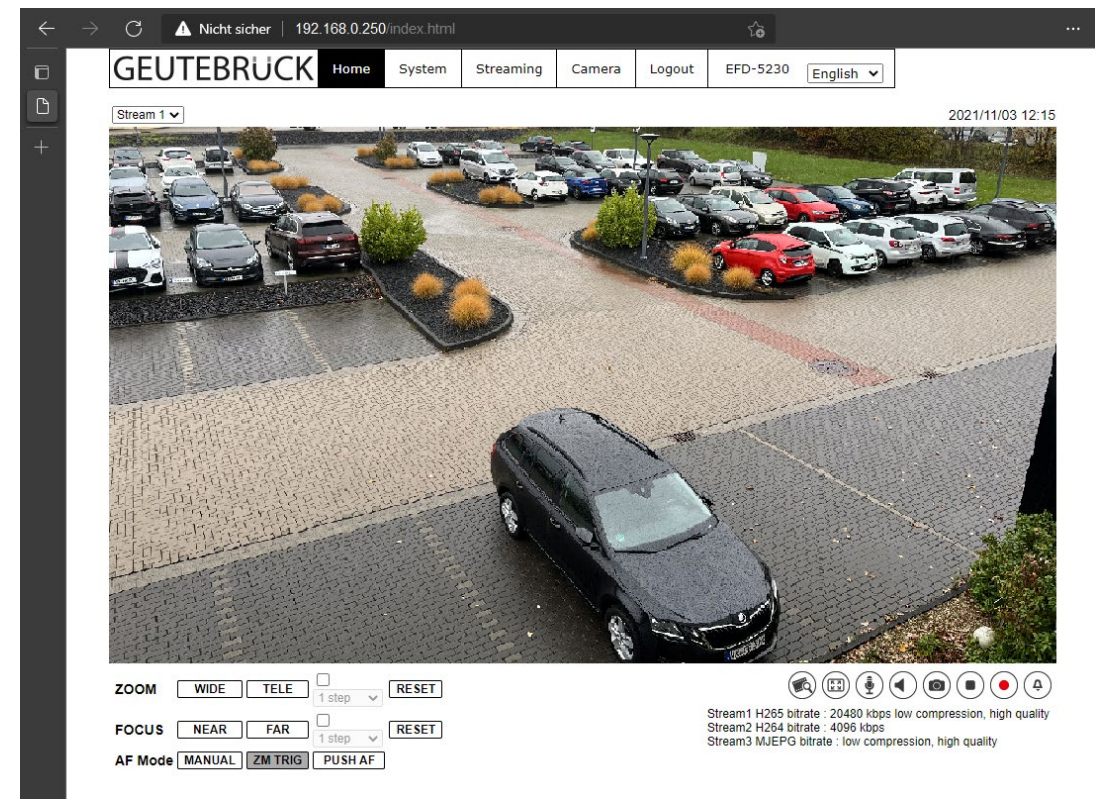 Nicht sicher 192.168.0.250/index.html
GEUTEBRÜCK Home System Streaming Camera Logout EFD-5230 English
Stream 1 2021/11/03 12:15
ZOOM WIDE TELE 1 step RESET
FOCUS NEAR FAR 1 step RESET
AF Mode MANUAL ZM TRIG PUSH AF
Stream1 H265 bitrate : 20480 kbps low compression, high quality
Stream2 H264 bitrate : 4096 kbps
Stream3 MJEPG bitrate : low compression, high quality